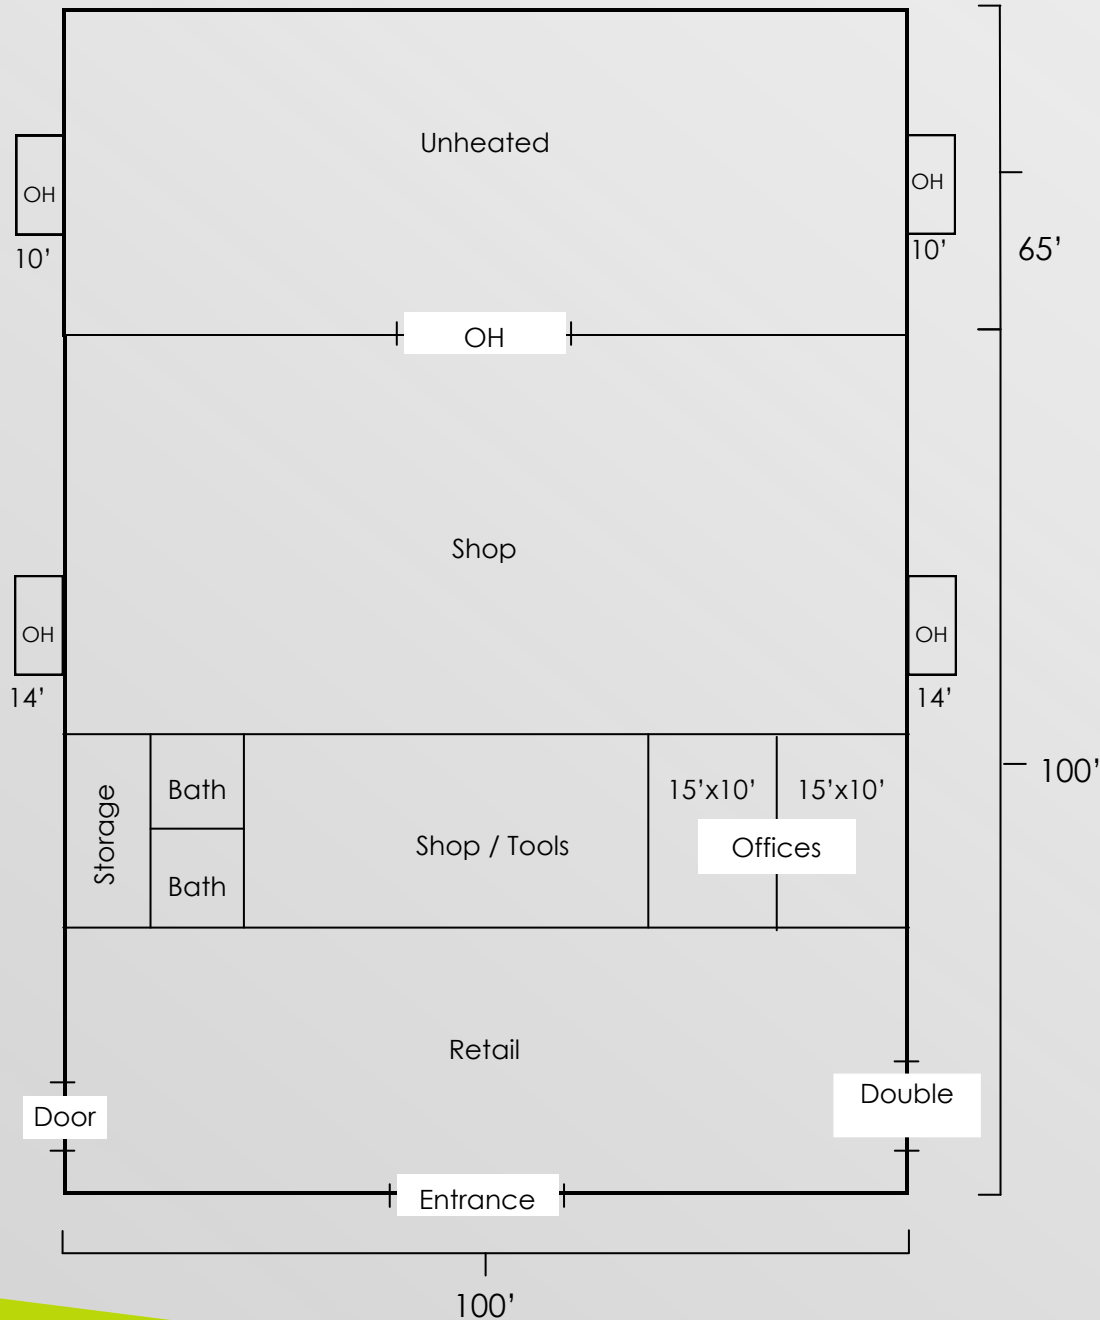 Unheated
OH
OH
10’
10’
65’
OH
Shop
OH
OH
14’
14’
100’
Storage
Bath
15’x10’
15’x10’
Shop / Tools
Offices
Bath
Retail
Double
Door
Entrance
100’